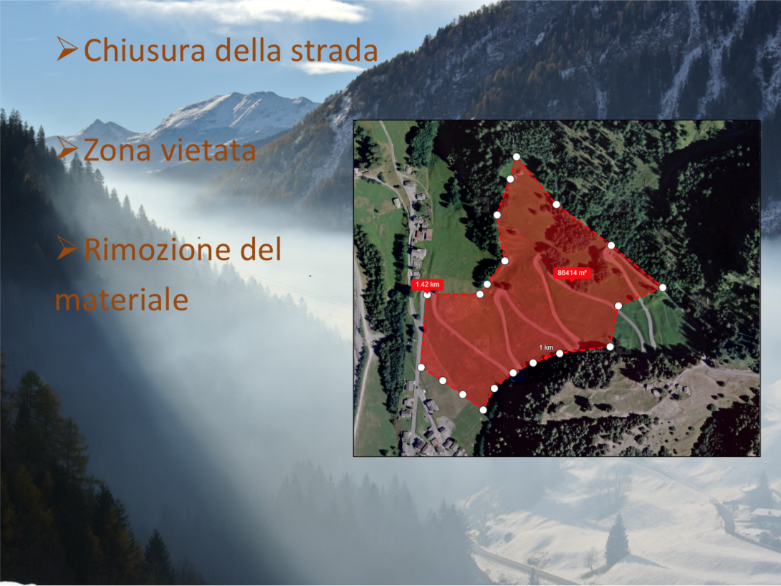 ➢Chiusura della strada
➢Zona vietata
➢Rimozione del
materiale
86414 m²
1.42 km
1 km